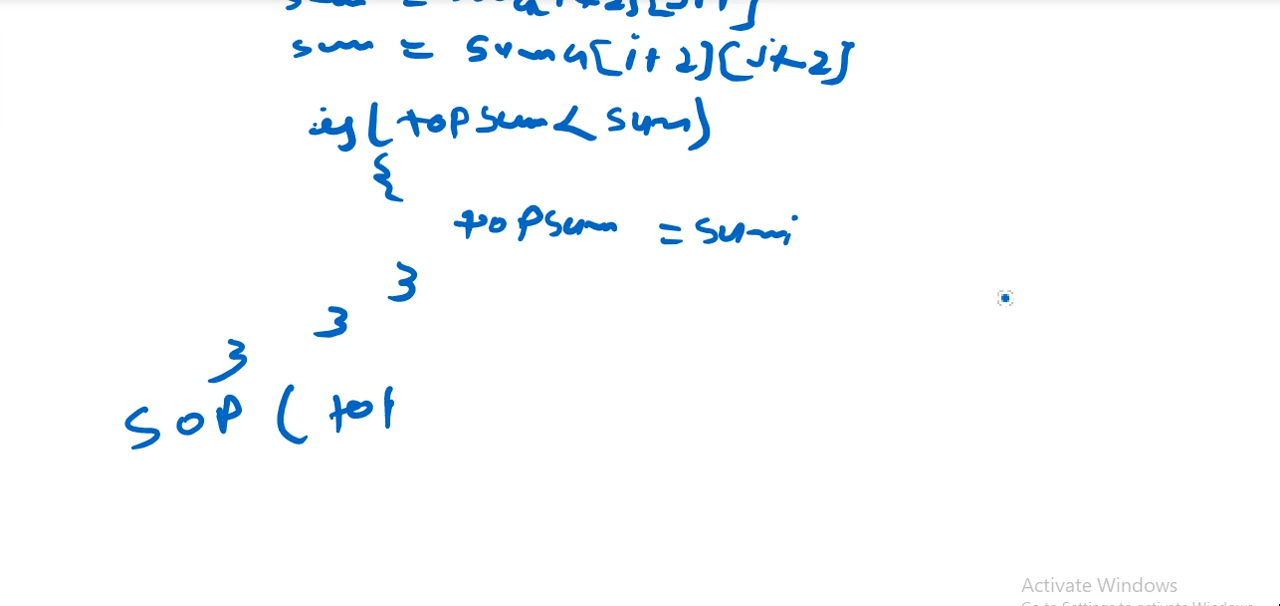 sum = sum a[i+2][j+2]
if(topsum < sum)
{
topsum = sum;
}
}
}
SOP ( top
Activate Windows